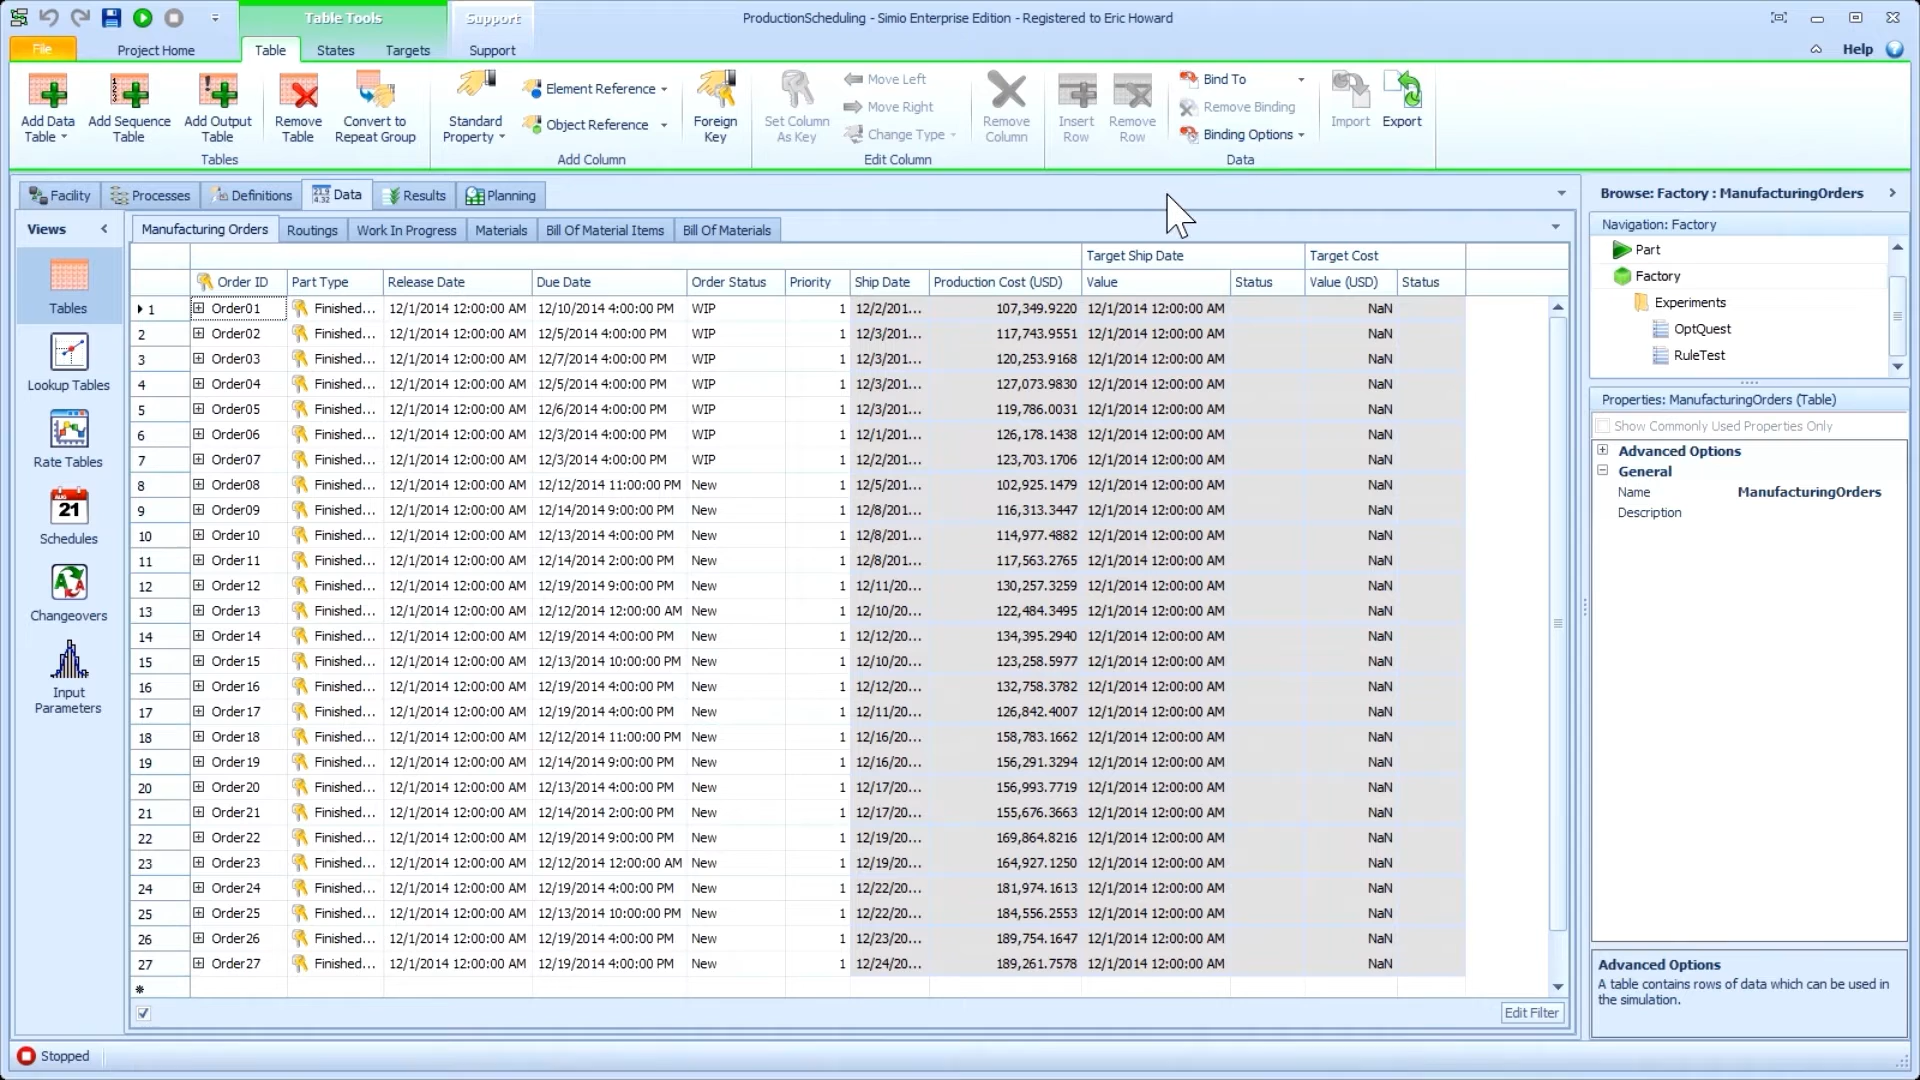 Table Tools
Support
ProductionScheduling - Simio Enterprise Edition - Registered to Eric Howard
File
Project Home
Table
States
Targets
Support
Help
Add Data Table
Add Sequence Table
Add Output Table
Remove Table
Convert to Repeat Group
Tables
Standard Property
Element Reference
Object Reference
Foreign Key
Add Column
Set Column As Key
Move Left
Move Right
Change Type
Remove Column
Edit Column
Insert Row
Remove Row
Bind To
Remove Binding
Binding Options
Import
Export
Data
Facility
Processes
Definitions
Data
Results
Planning
Views
Tables
Lookup Tables
Rate Tables
AUG
21
Schedules
Changeovers
Input Parameters
Manufacturing Orders
Routings
Work In Progress
Materials
Bill Of Material Items
Bill Of Materials
Target Ship Date
Target Cost
Order ID Part Type Release Date Due Date Order Status Priority Ship Date Production Cost (USD) Value Status Value (USD) Status
1 Order01 Finished... 12/1/2014 12:00:00 AM 12/10/2014 4:00:00 PM WIP 1 12/2/201... 107,349.9220 12/1/2014 12:00:00 AM NaN
2 Order02 Finished... 12/1/2014 12:00:00 AM 12/5/2014 4:00:00 PM WIP 1 12/3/201... 117,743.9551 12/1/2014 12:00:00 AM NaN
3 Order03 Finished... 12/1/2014 12:00:00 AM 12/7/2014 4:00:00 PM WIP 1 12/3/201... 120,253.9168 12/1/2014 12:00:00 AM NaN
4 Order04 Finished... 12/1/2014 12:00:00 AM 12/5/2014 4:00:00 PM WIP 1 12/3/201... 127,073.9830 12/1/2014 12:00:00 AM NaN
5 Order05 Finished... 12/1/2014 12:00:00 AM 12/6/2014 4:00:00 PM WIP 1 12/3/201... 119,786.0031 12/1/2014 12:00:00 AM NaN
6 Order06 Finished... 12/1/2014 12:00:00 AM 12/3/2014 4:00:00 PM WIP 1 12/1/201... 126,178.1438 12/1/2014 12:00:00 AM NaN
7 Order07 Finished... 12/1/2014 12:00:00 AM 12/3/2014 4:00:00 PM WIP 1 12/2/201... 123,703.1706 12/1/2014 12:00:00 AM NaN
8 Order08 Finished... 12/1/2014 12:00:00 AM 12/12/2014 11:00:00 PM New 1 12/5/201... 102,925.1479 12/1/2014 12:00:00 AM NaN
9 Order09 Finished... 12/1/2014 12:00:00 AM 12/14/2014 9:00:00 PM New 1 12/8/201... 116,313.3447 12/1/2014 12:00:00 AM NaN
10 Order10 Finished... 12/1/2014 12:00:00 AM 12/13/2014 4:00:00 PM New 1 12/8/201... 114,977.4882 12/1/2014 12:00:00 AM NaN
11 Order11 Finished... 12/1/2014 12:00:00 AM 12/14/2014 2:00:00 PM New 1 12/8/201... 117,563.2765 12/1/2014 12:00:00 AM NaN
12 Order12 Finished... 12/1/2014 12:00:00 AM 12/19/2014 9:00:00 PM New 1 12/11/20... 130,257.3259 12/1/2014 12:00:00 AM NaN
13 Order13 Finished... 12/1/2014 12:00:00 AM 12/12/2014 12:00:00 AM New 1 12/10/20... 122,484.3495 12/1/2014 12:00:00 AM NaN
14 Order14 Finished... 12/1/2014 12:00:00 AM 12/19/2014 4:00:00 PM New 1 12/12/20... 134,395.2940 12/1/2014 12:00:00 AM NaN
15 Order15 Finished... 12/1/2014 12:00:00 AM 12/13/2014 10:00:00 PM New 1 12/10/20... 123,258.5977 12/1/2014 12:00:00 AM NaN
16 Order16 Finished... 12/1/2014 12:00:00 AM 12/19/2014 4:00:00 PM New 1 12/12/20... 132,758.3782 12/1/2014 12:00:00 AM NaN
17 Order17 Finished... 12/1/2014 12:00:00 AM 12/19/2014 4:00:00 PM New 1 12/11/20... 126,842.4007 12/1/2014 12:00:00 AM NaN
18 Order18 Finished... 12/1/2014 12:00:00 AM 12/12/2014 11:00:00 PM New 1 12/16/20... 158,783.1662 12/1/2014 12:00:00 AM NaN
19 Order19 Finished... 12/1/2014 12:00:00 AM 12/14/2014 9:00:00 PM New 1 12/16/20... 156,291.3294 12/1/2014 12:00:00 AM NaN
20 Order20 Finished... 12/1/2014 12:00:00 AM 12/13/2014 4:00:00 PM New 1 12/17/20... 156,993.7719 12/1/2014 12:00:00 AM NaN
21 Order21 Finished... 12/1/2014 12:00:00 AM 12/14/2014 2:00:00 PM New 1 12/17/20... 155,676.3663 12/1/2014 12:00:00 AM NaN
22 Order22 Finished... 12/1/2014 12:00:00 AM 12/19/2014 9:00:00 PM New 1 12/19/20... 169,864.8216 12/1/2014 12:00:00 AM NaN
23 Order23 Finished... 12/1/2014 12:00:00 AM 12/12/2014 12:00:00 AM New 1 12/19/20... 164,927.1250 12/1/2014 12:00:00 AM NaN
24 Order24 Finished... 12/1/2014 12:00:00 AM 12/19/2014 4:00:00 PM New 1 12/22/20... 181,974.1613 12/1/2014 12:00:00 AM NaN
25 Order25 Finished... 12/1/2014 12:00:00 AM 12/13/2014 10:00:00 PM New 1 12/22/20... 184,556.2553 12/1/2014 12:00:00 AM NaN
26 Order26 Finished... 12/1/2014 12:00:00 AM 12/19/2014 4:00:00 PM New 1 12/23/20... 189,754.1647 12/1/2014 12:00:00 AM NaN
27 Order27 Finished... 12/1/2014 12:00:00 AM 12/19/2014 4:00:00 PM New 1 12/24/20... 189,261.7578 12/1/2014 12:00:00 AM NaN
Edit Filter
Browse: Factory : ManufacturingOrders
Navigation: Factory
Part
Factory
Experiments
OptQuest
RuleTest
Properties: ManufacturingOrders (Table)
Show Commonly Used Properties Only
Advanced Options
General
Name ManufacturingOrders
Description
Advanced Options
A table contains rows of data which can be used in
the simulation.
Stopped